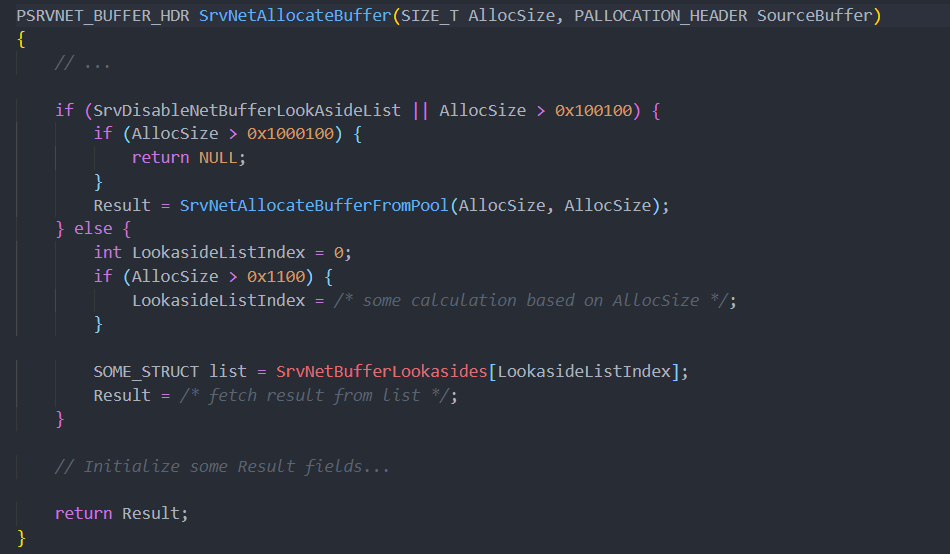 PSRVNET_BUFFER_HDR SrvNetAllocateBuffer(SIZE_T AllocSize, PALLOCATION_HEADER SourceBuffer)
{
    // ...

    if (SrvDisableNetBufferLookAsideList || AllocSize > 0x100100) {
        if (AllocSize > 0x1000100) {
            return NULL;
        }
        Result = SrvNetAllocateBufferFromPool(AllocSize, AllocSize);
    } else {
        int LookasideListIndex = 0;
        if (AllocSize > 0x1100) {
            LookasideListIndex = /* some calculation based on AllocSize */;
        }

        SOME_STRUCT list = SrvNetBufferLookasides[LookasideListIndex];
        Result = /* fetch result from list */;
    }

    // Initialize some Result fields...

    return Result;
}